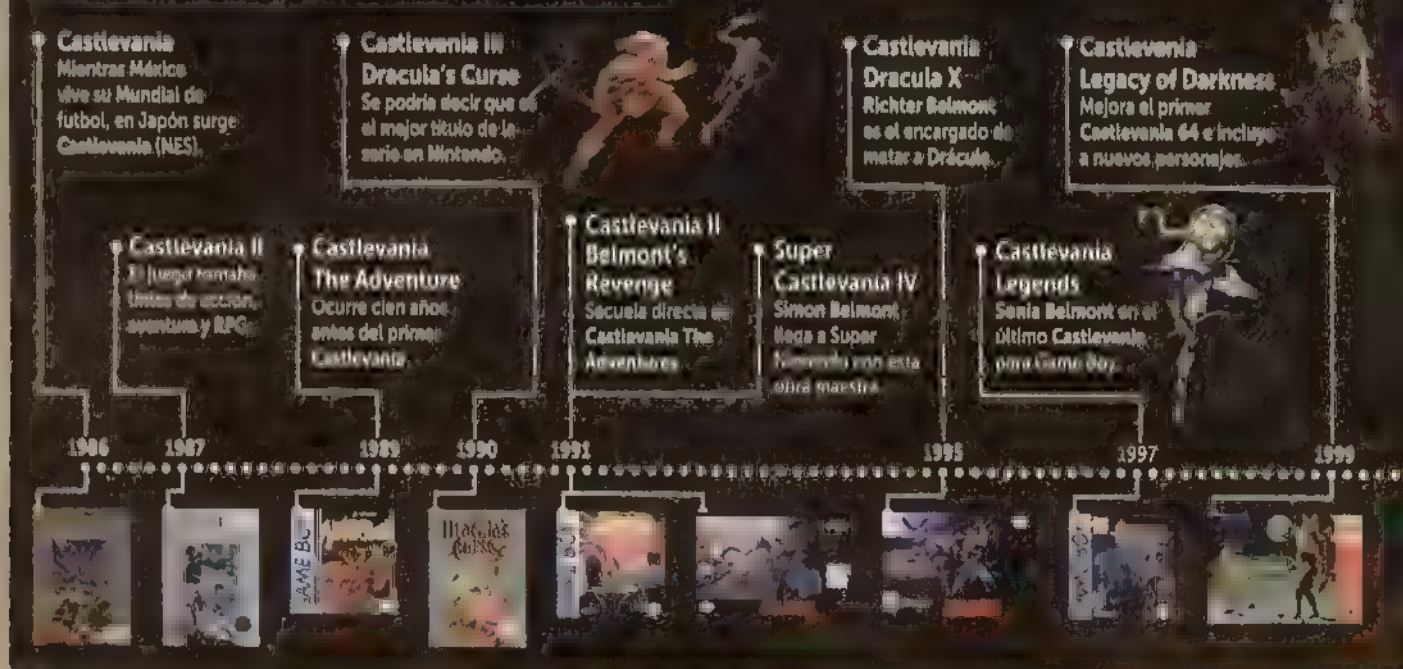 Castlevania
Mientras México
vive su Mundial de
futbol, en Japón surge
Castlevania (NES).
Castlevania III
Dracula's Curse
Se podría decir que es
el mejor título de la
serie en Nintendo.
Castlevania
Dracula X
Richter Belmont
es el encargado de
matar a Drácula.
Castlevania
Legacy of Darkness
Mejora el primer
Castlevania 64 e incluye
a nuevos personajes.
Castlevania II
El juego tomaba
tintes de acción,
aventura y RPG.
Castlevania
The Adventure
Ocurre cien años
antes del primer
Castlevania.
Castlevania II
Belmont's
Revenge
Secuela directa de
Castlevania The
Adventures.
Super
Castlevania IV
Simon Belmont
llega a Super
Nintendo con esta
obra maestra.
Castlevania
Legends
Sonia Belmont en el
último Castlevania
para Game Boy.
1986 1987 1989 1990 1991 1995 1997 1999
GAME BOY
Dracula's
Curse